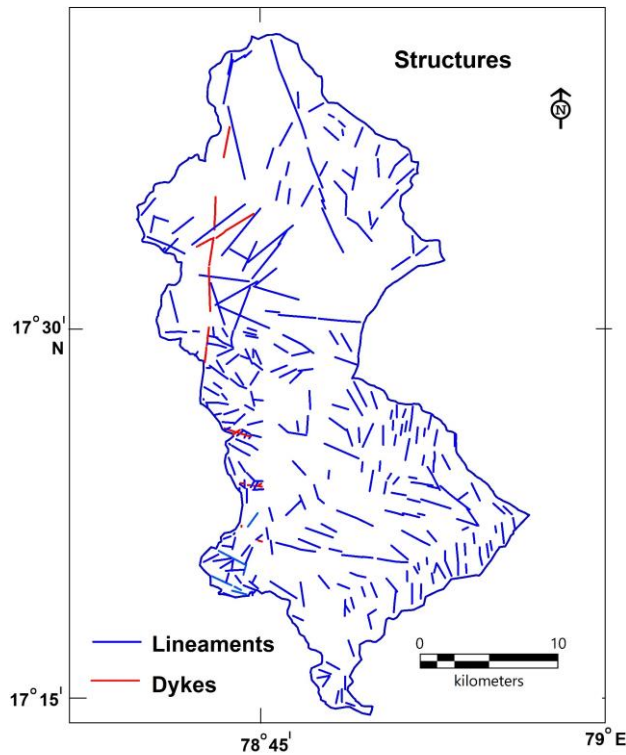 Structures
N
17° 30'
N
Lineaments
0 10
Dykes
kilometers
17° 15'
78° 45'
79° E